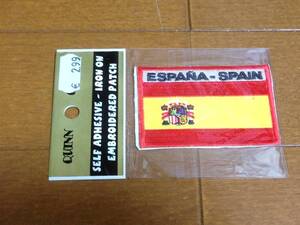 € 2.99
QUINN
SELF ADHESIVE - IRON ON
EMBROIDERED PATCH
ESPAÑA - SPAIN